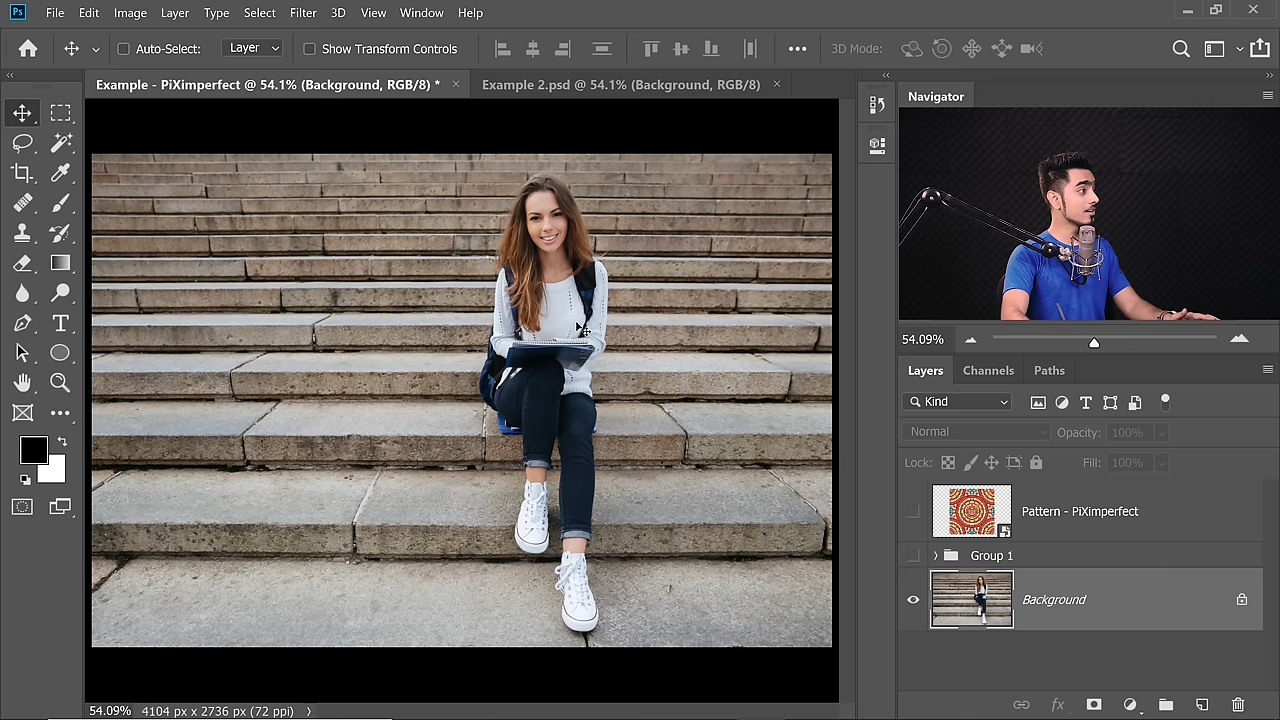 Ps File Edit Image Layer Type Select Filter 3D View Window Help
Auto-Select: Layer Show Transform Controls 3D Mode:
Example - PiXimperfect @ 54.1% (Background, RGB/8) * Example 2.psd @ 54.1% (Background, RGB/8)
Navigator
54.09%
Layers Channels Paths
Kind
Normal Opacity: 100%
Lock: Fill: 100%
Pattern - PiXimperfect
Group 1
Background
54.09% 4104 px x 2736 px (72 ppi)